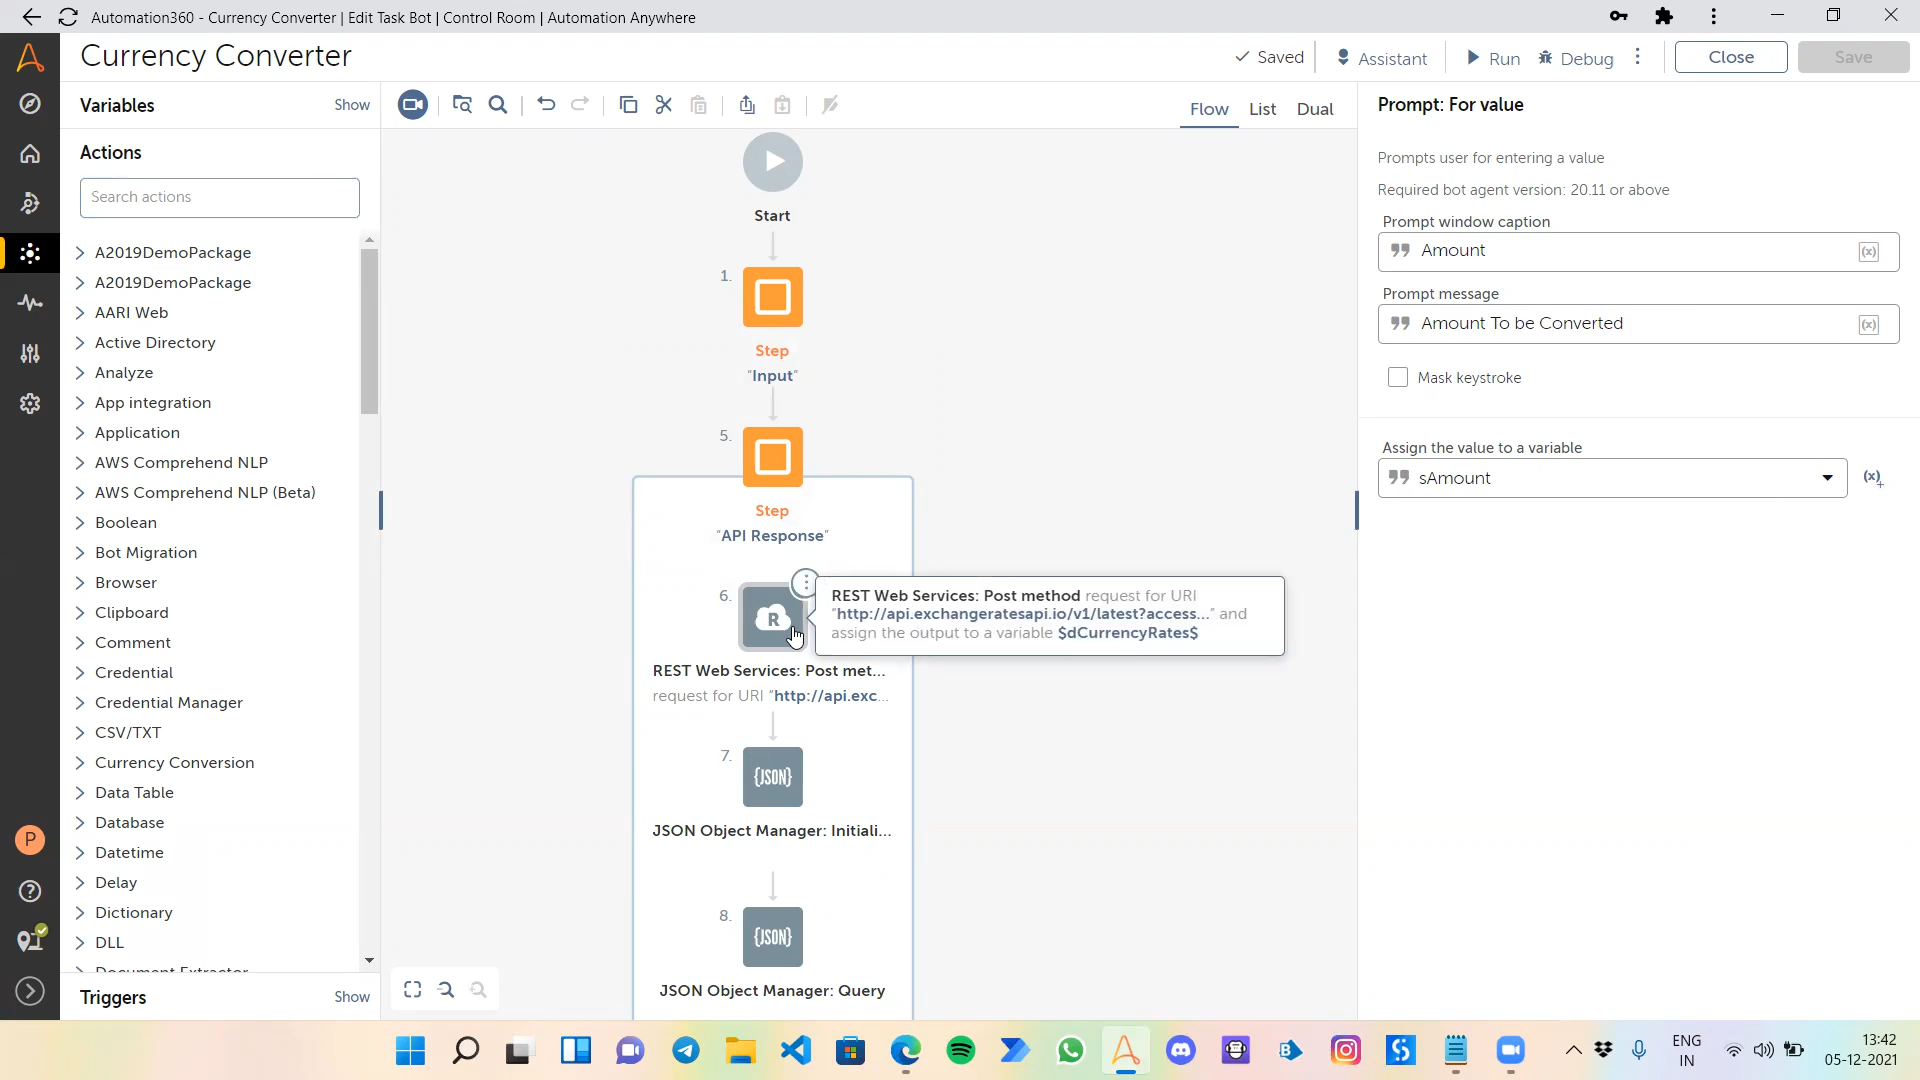 Automation360 - Currency Converter | Edit Task Bot | Control Room | Automation Anywhere
Currency Converter
Saved
Assistant
Run
Debug
Close
Save
Variables
Show
Flow
List
Dual
Actions
Search actions
A2019DemoPackage
A2019DemoPackage
AARI Web
Active Directory
Analyze
App integration
Application
AWS Comprehend NLP
AWS Comprehend NLP (Beta)
Boolean
Bot Migration
Browser
Clipboard
Comment
Credential
Credential Manager
CSV/TXT
Currency Conversion
Data Table
Database
Datetime
Delay
Dictionary
DLL
Document Extractor
Triggers
Show
P
Start
1.
Step
"Input"
5.
Step
"API Response"
6.
R
REST Web Services: Post met...
request for URI "http://api.exc...
REST Web Services: Post method request for URI
"http://api.exchangeratesapi.io/v1/latest?access..." and
assign the output to a variable $dCurrencyRates$
7.
{JSON}
JSON Object Manager: Initiali...
8.
{JSON}
JSON Object Manager: Query
Prompt: For value
Prompts user for entering a value
Required bot agent version: 20.11 or above
Prompt window caption
Amount
(x)
Prompt message
Amount To be Converted
(x)
Mask keystroke
Assign the value to a variable
sAmount
(x)+
ENG
IN
13:42
05-12-2021